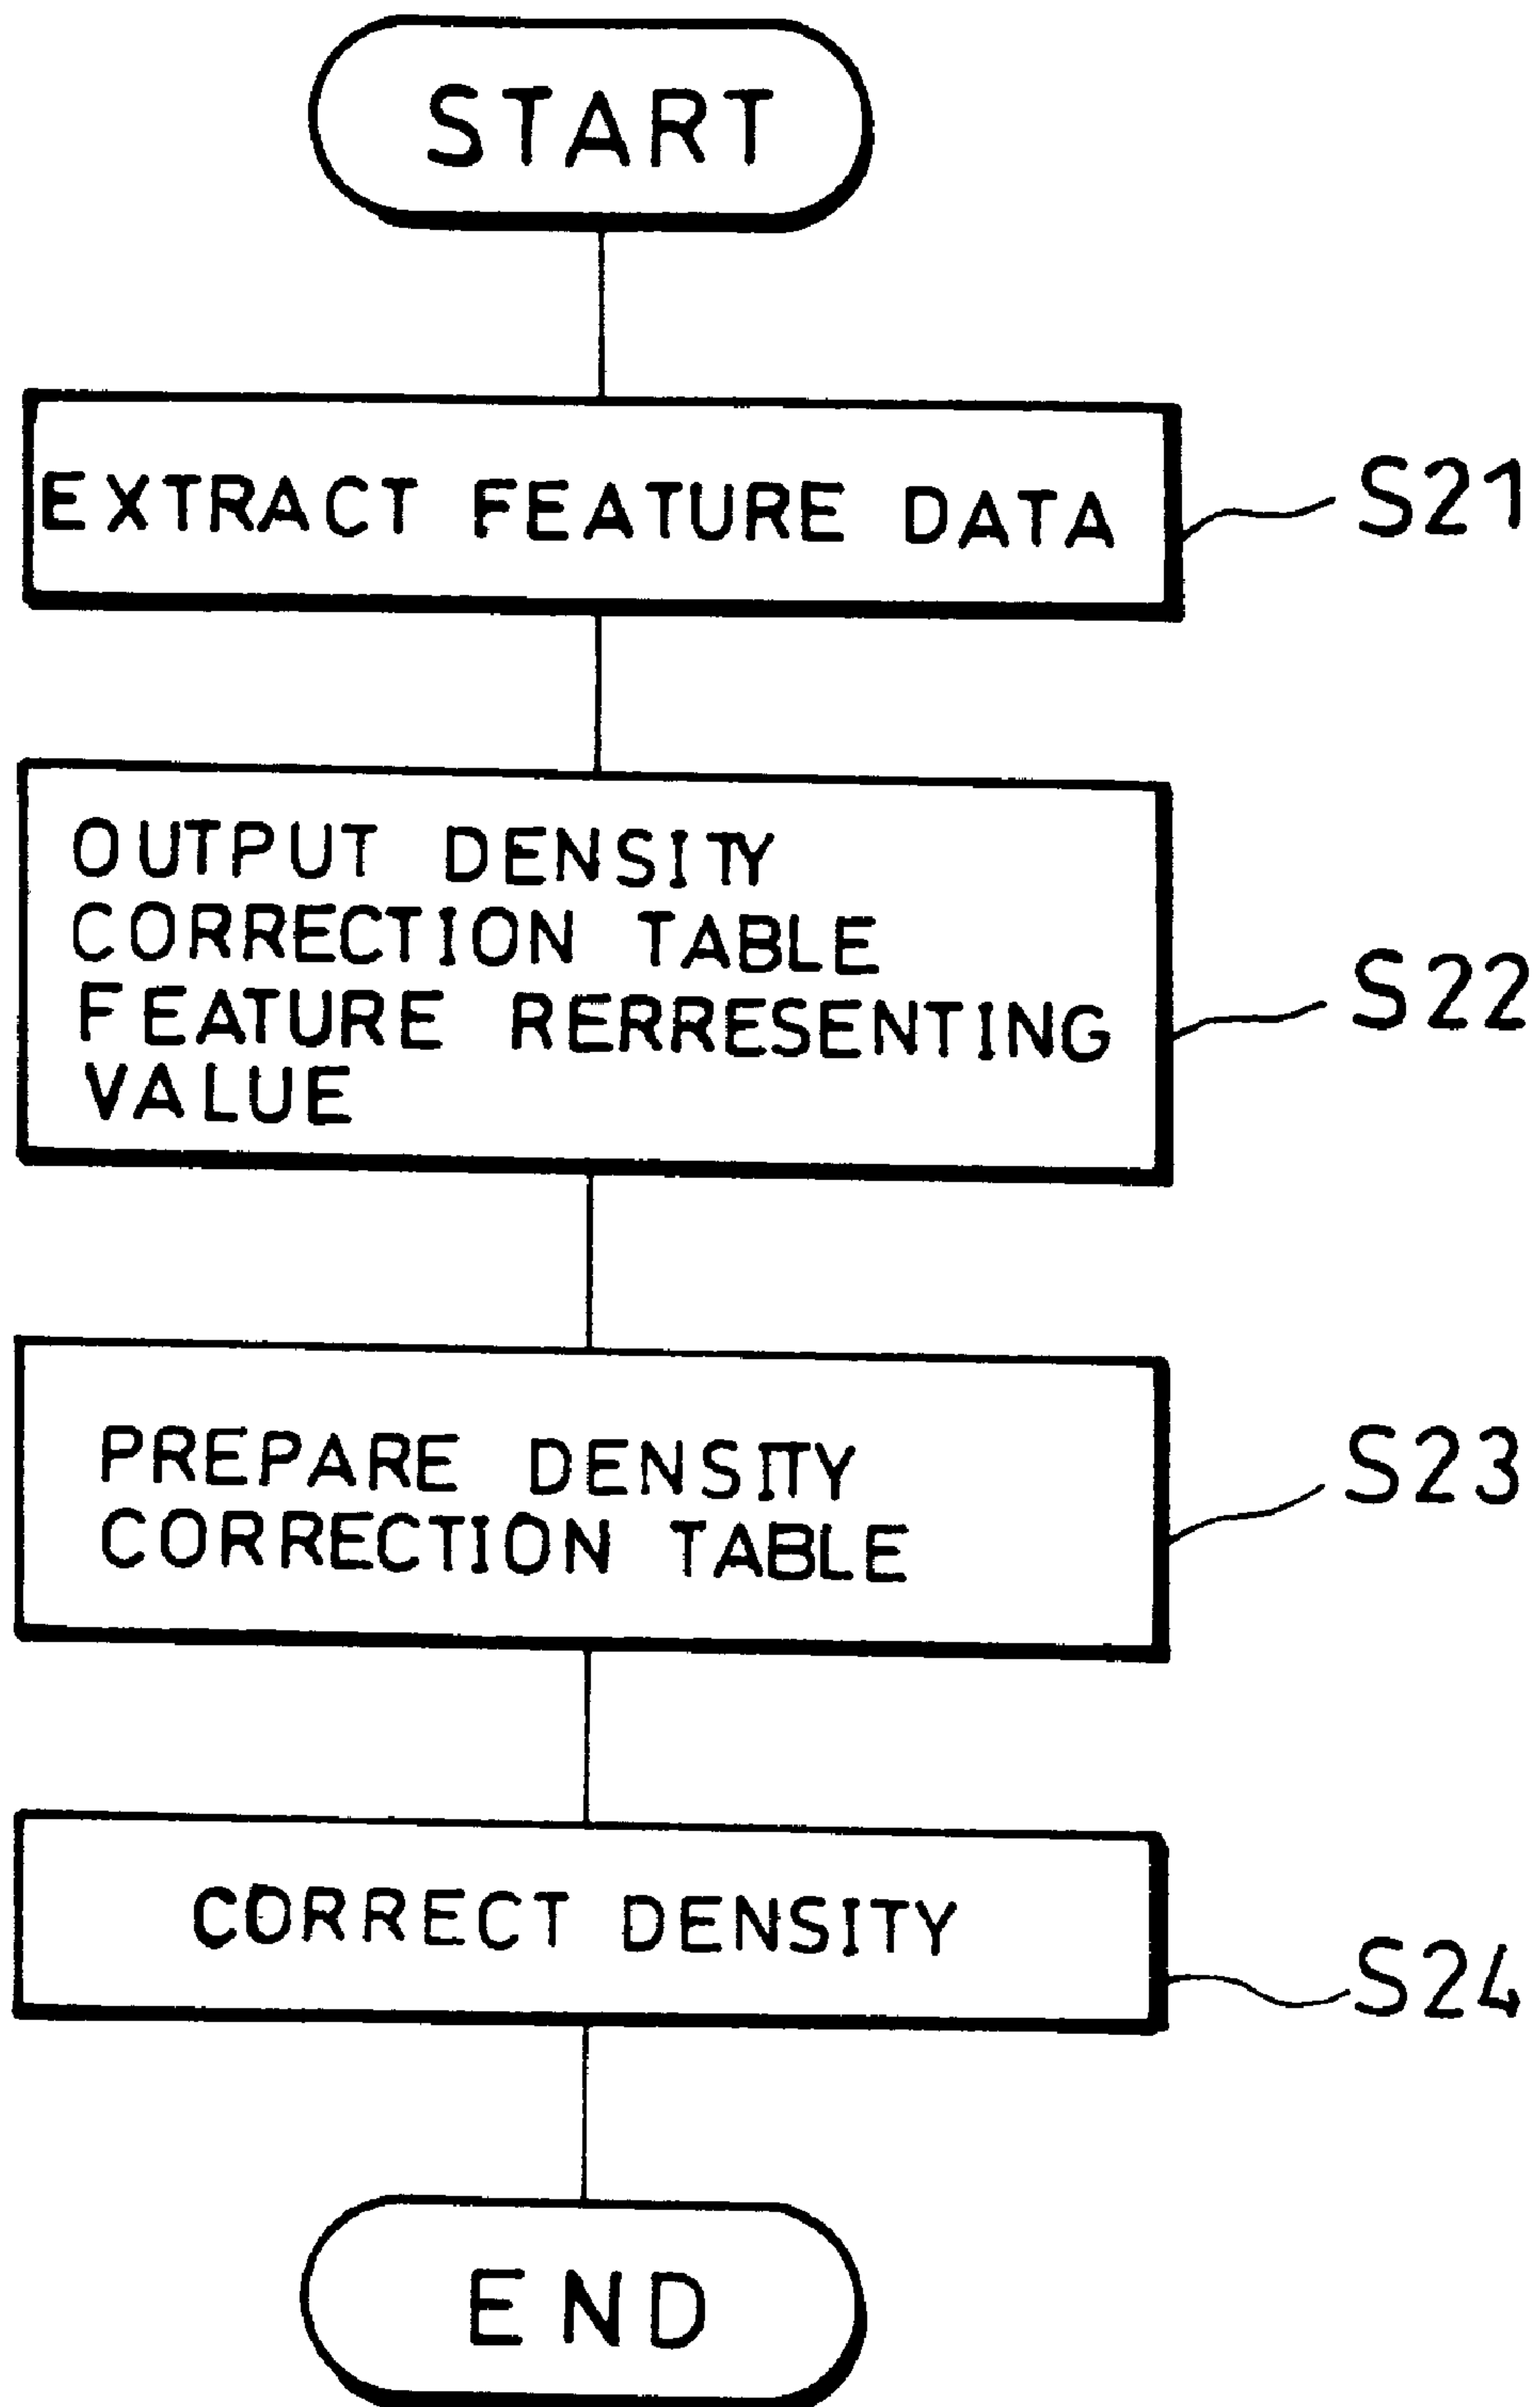 START
EXTRACT FEATURE DATA
S21
OUTPUT DENSITY
CORRECTION TABLE
FEATURE RERRESENTING
VALUE
S22
PREPARE DENSITY
CORRECTION TABLE
S23
CORRECT DENSITY
S24
END